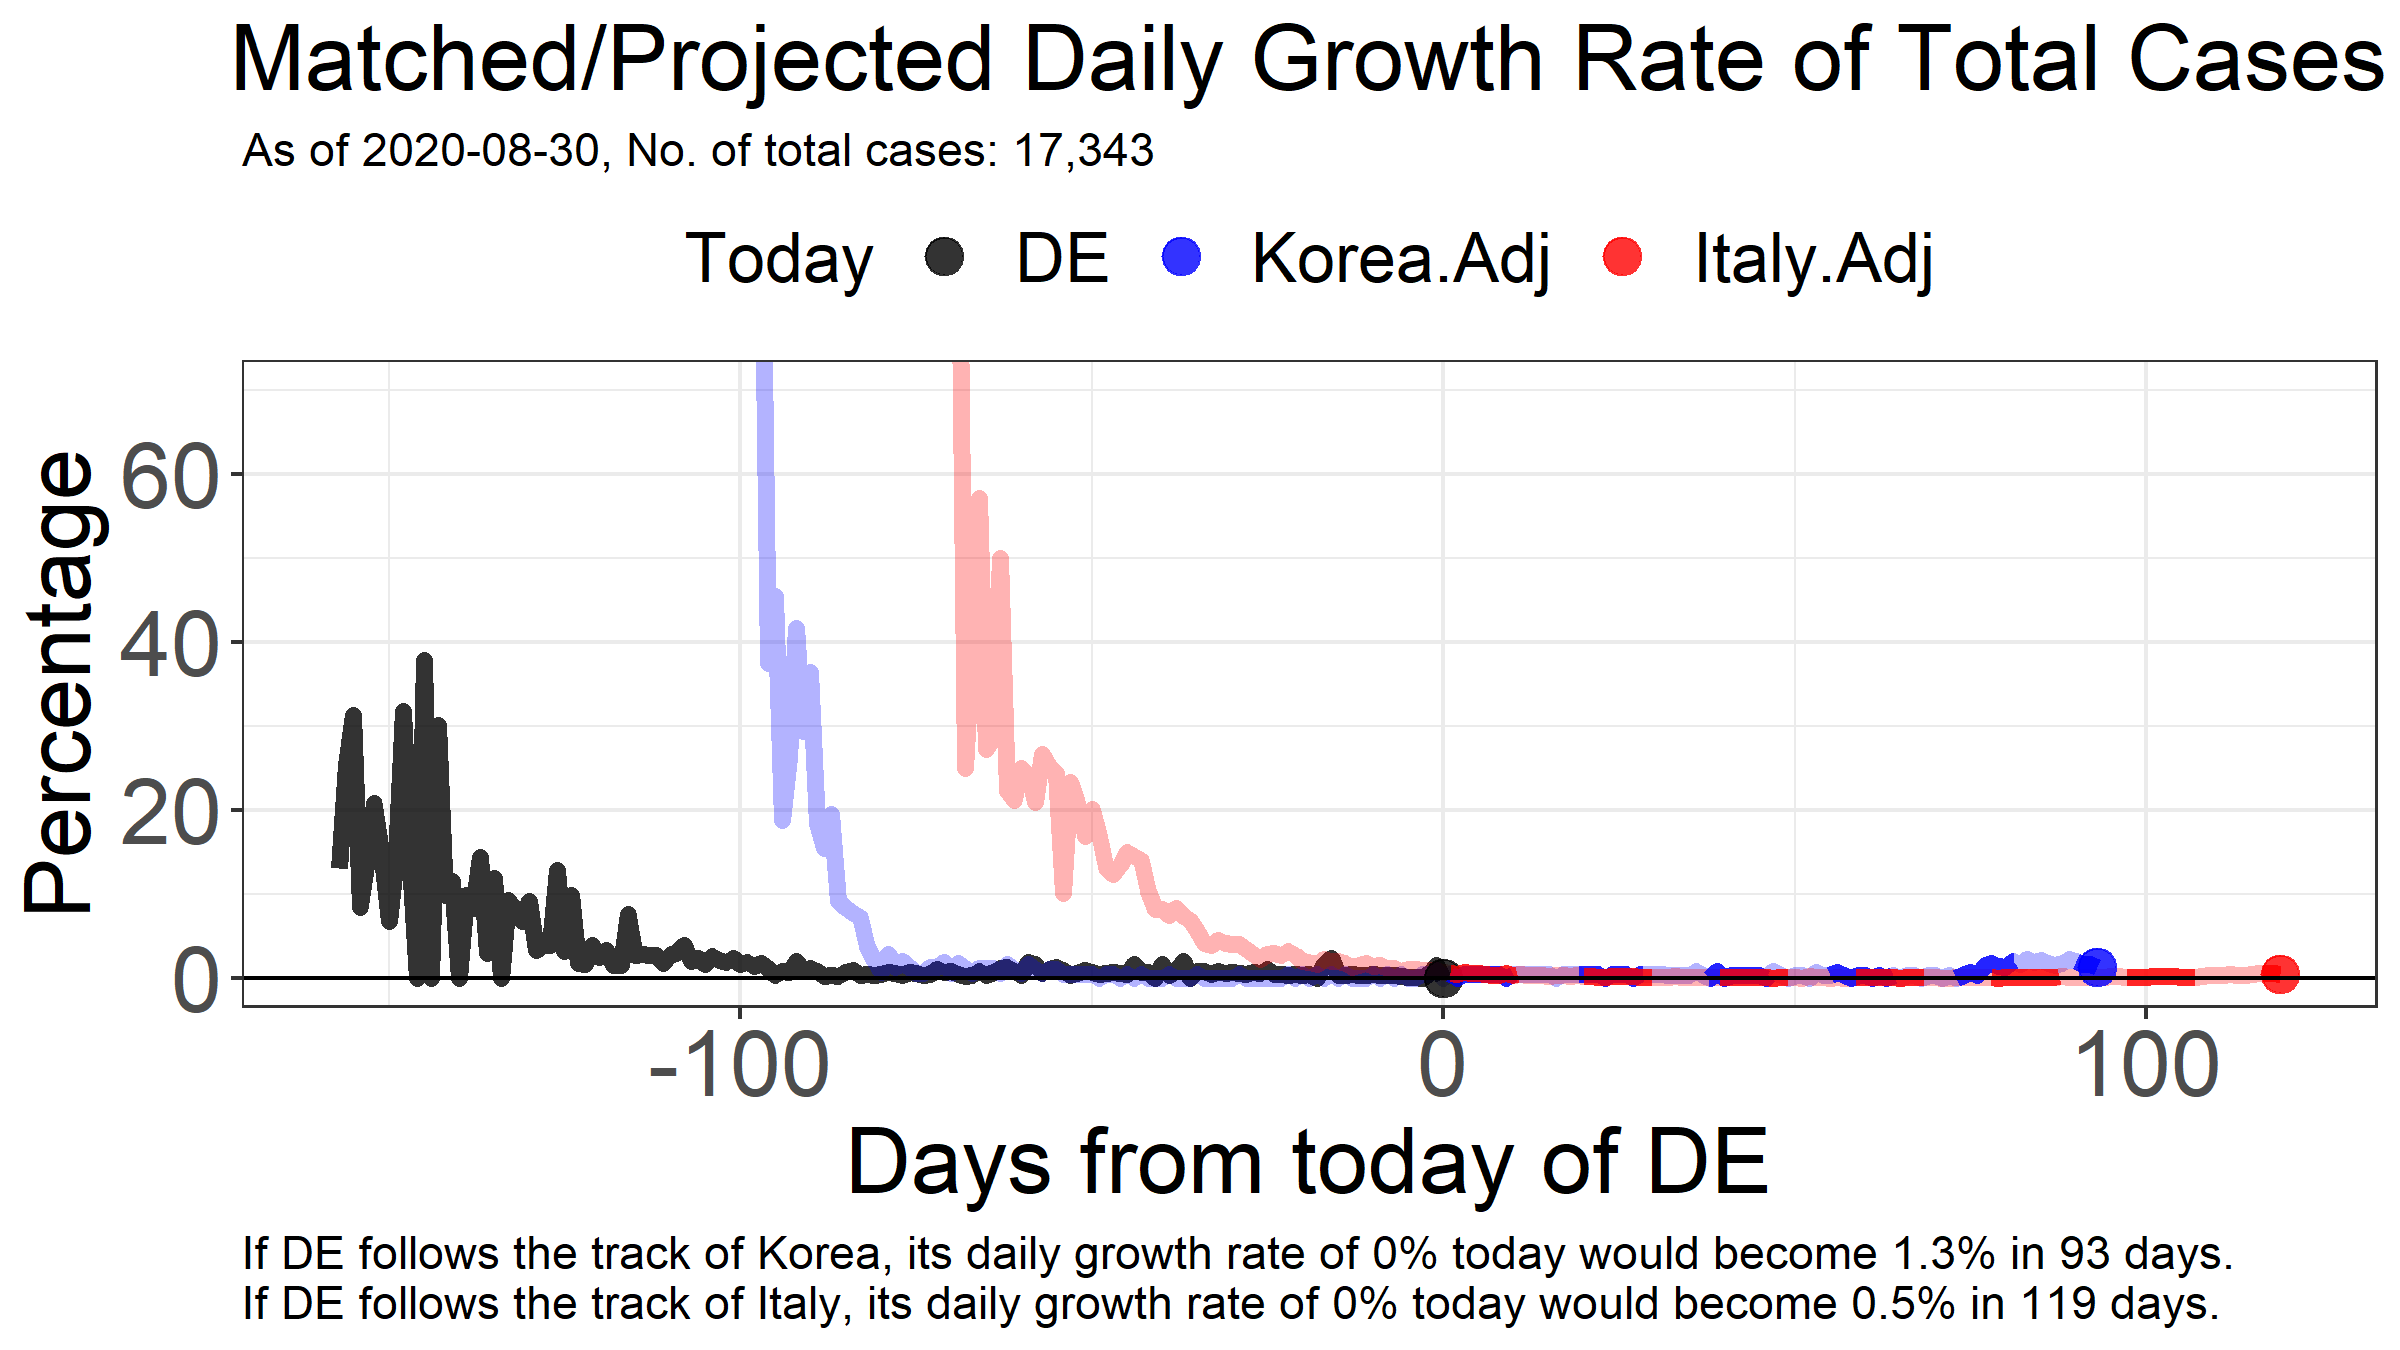 Matched/Projected Daily Growth Rate of Total Cases
As of 2020-08-30, No. of total cases: 17,343
Today DE Korea.Adj Italy.Adj
Percentage
60
40
20
0
-100 0 100
Days from today of DE
If DE follows the track of Korea, its daily growth rate of 0% today would become 1.3% in 93 days.
If DE follows the track of Italy, its daily growth rate of 0% today would become 0.5% in 119 days.